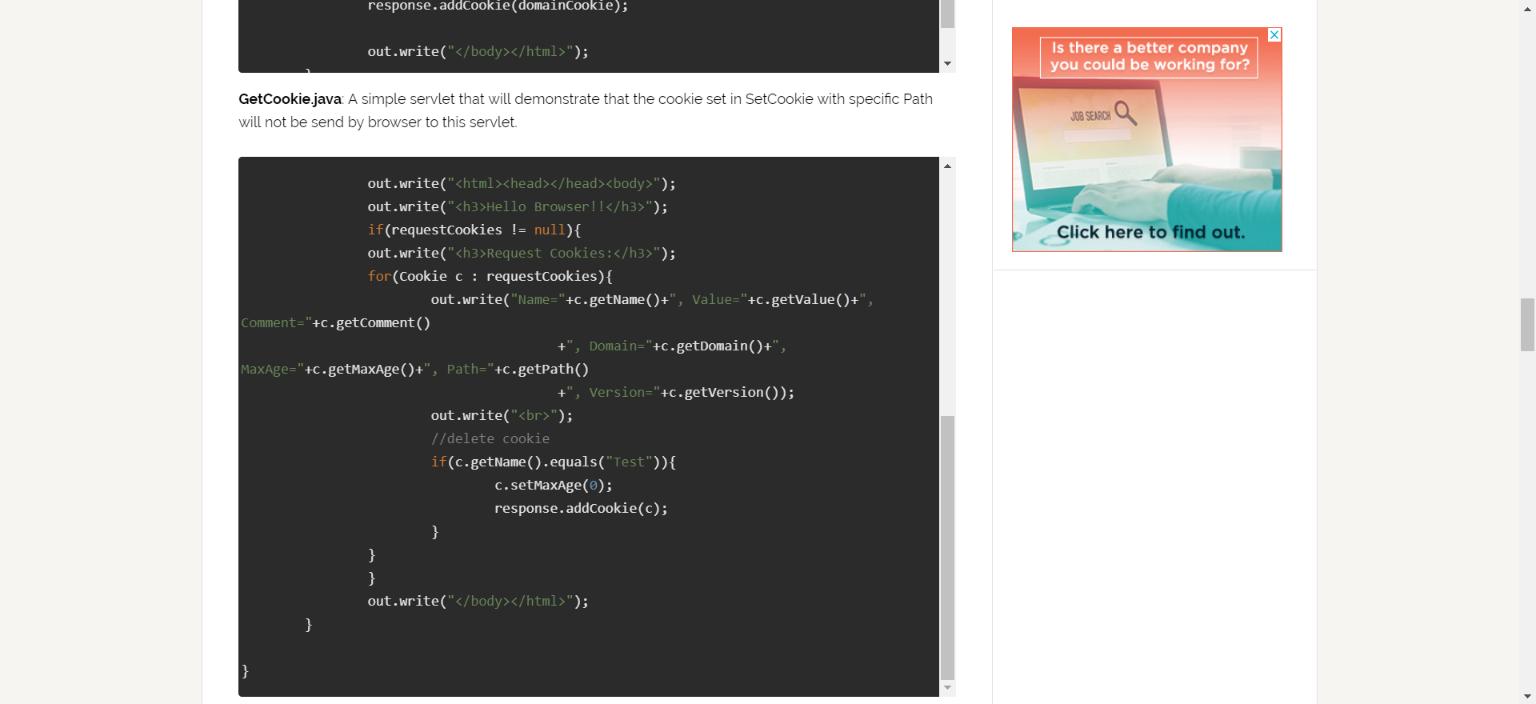 response.addCookie(domainCookie);
out.write("</body></html>");
}
GetCookie.java: A simple servlet that will demonstrate that the cookie set in SetCookie with specific Path
will not be send by browser to this servlet.
out.write("<html><head></head><body>");
out.write("<h3>Hello Browser!!</h3>");
if(requestCookies != null){
out.write("<h3>Request Cookies:</h3>");
for(Cookie c : requestCookies){
out.write("Name="+c.getName()+", Value="+c.getValue()+",
Comment="+c.getComment()
+", Domain="+c.getDomain()+",
MaxAge="+c.getMaxAge()+", Path="+c.getPath()
+", Version="+c.getVersion());
out.write("<br>");
//delete cookie
if(c.getName().equals("Test")){
c.setMaxAge(0);
response.addCookie(c);
}
}
}
out.write("</body></html>");
}
}
Is there a better company
you could be working for?
JOB SEARCH
Click here to find out.